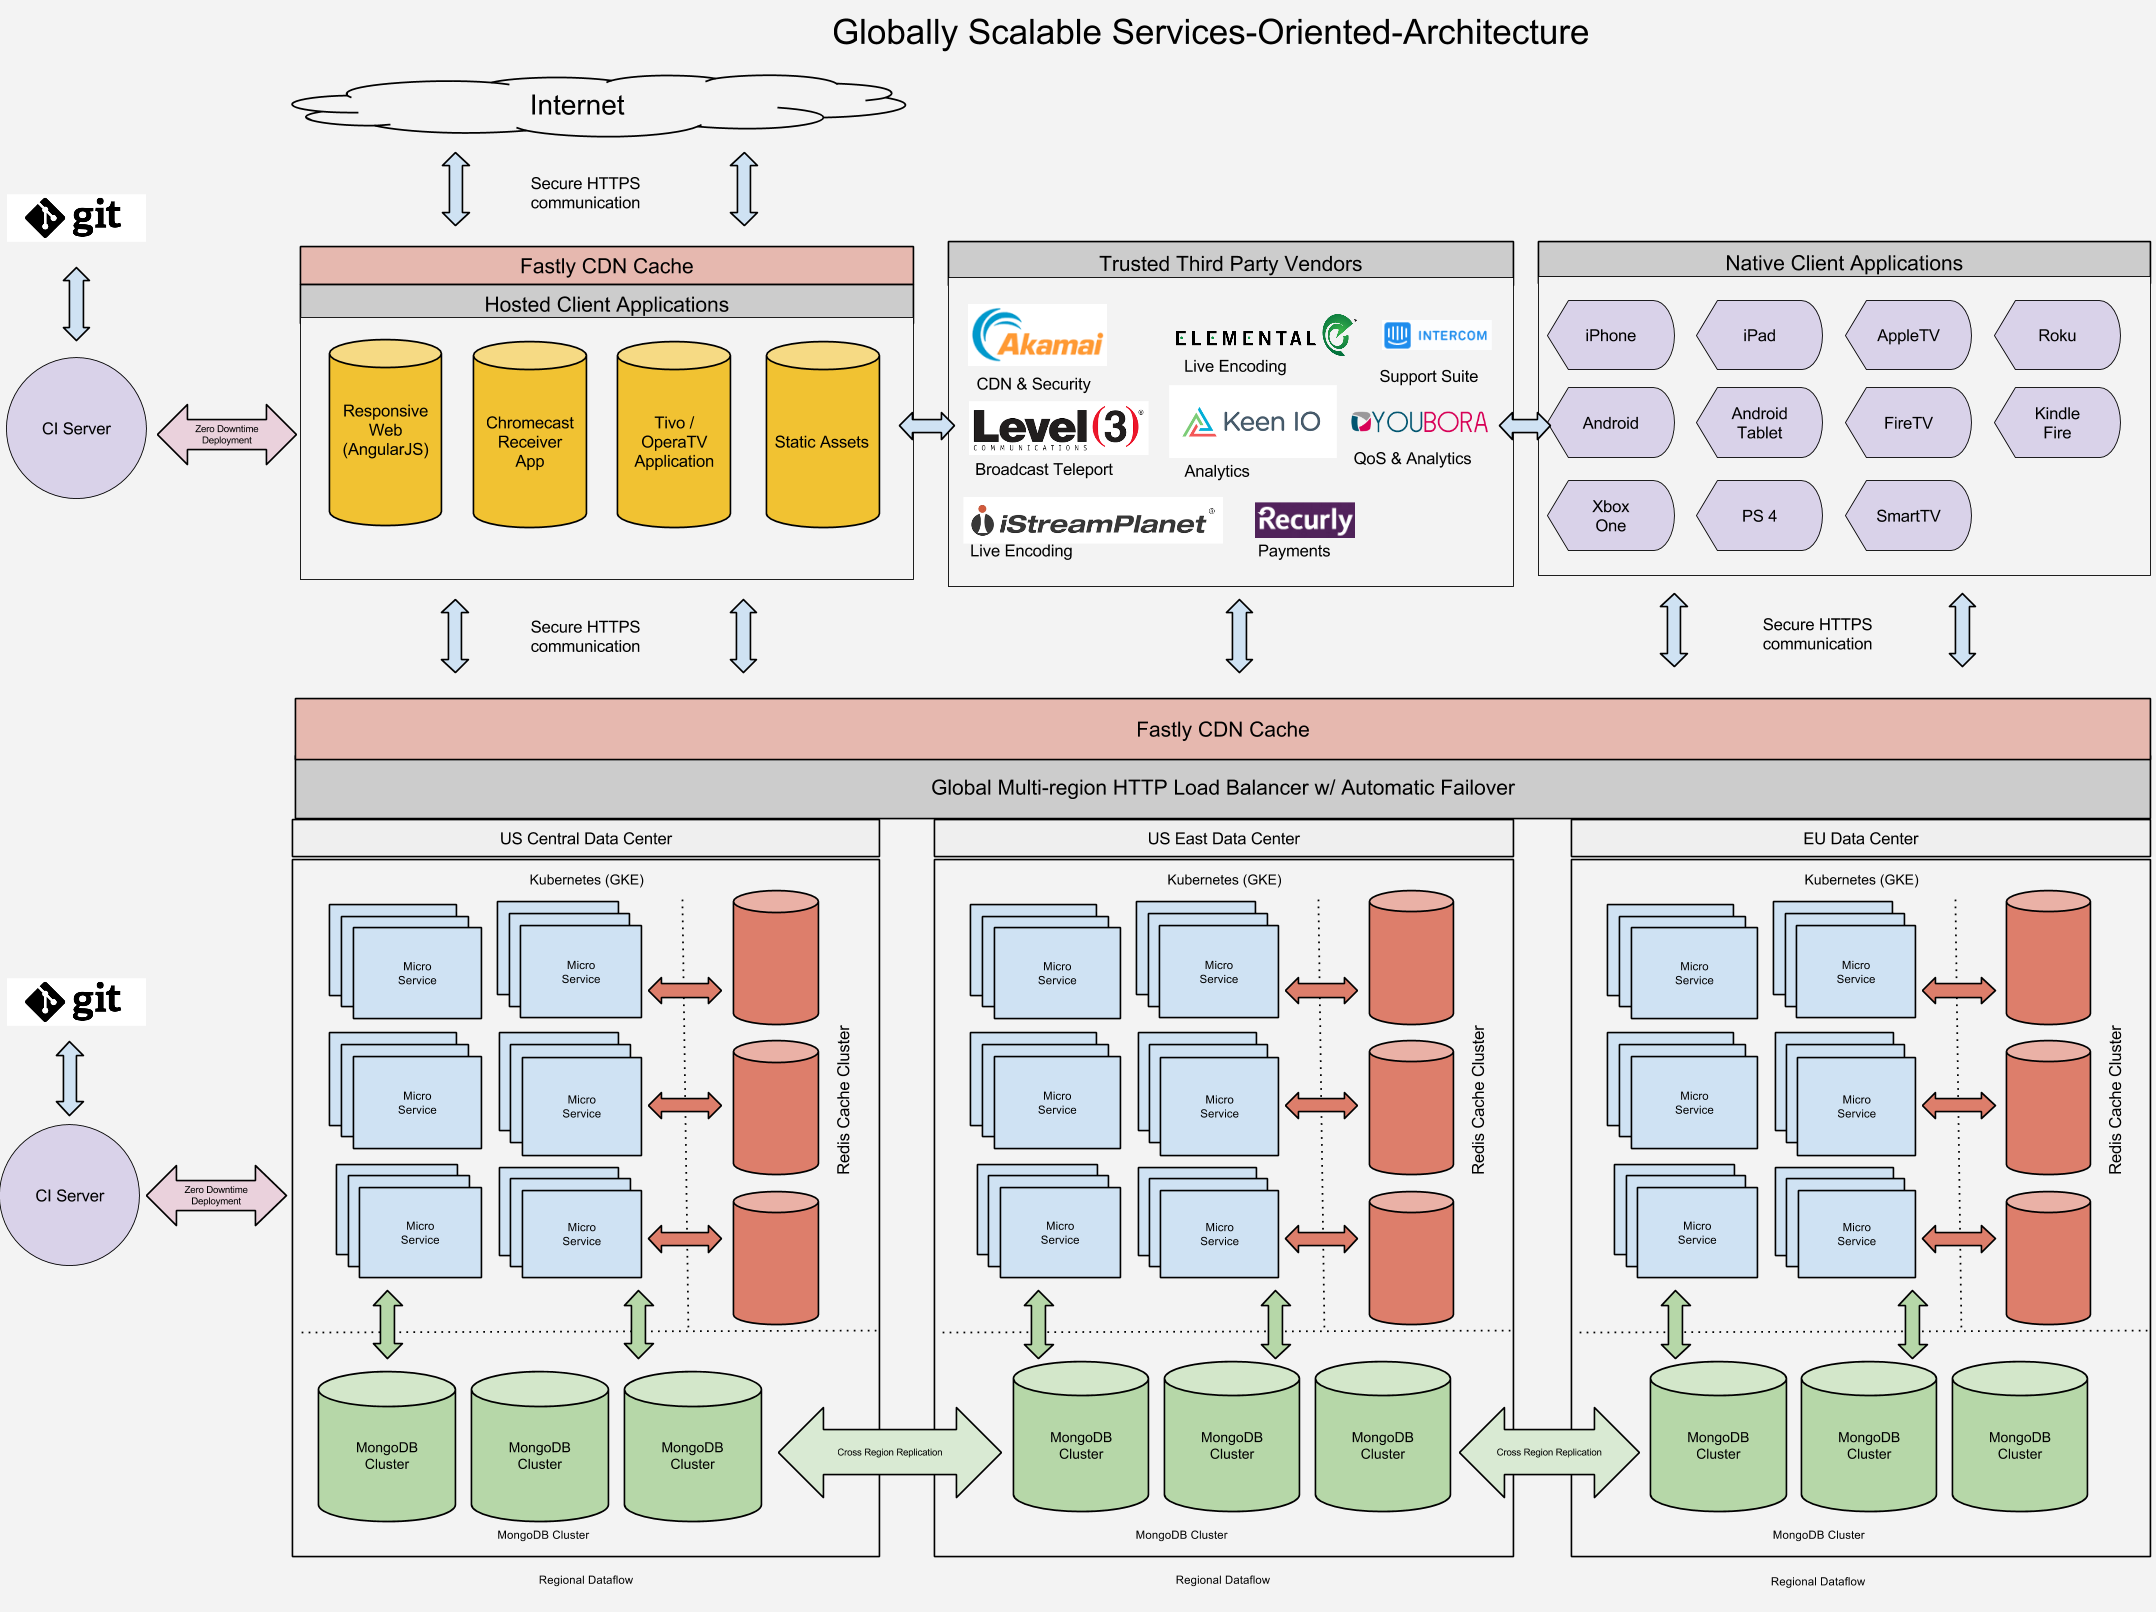 Globally Scalable Services-Oriented-Architecture
Internet
Secure HTTPS
communication
git
CI Server
Zero Downtime
Deployment
Fastly CDN Cache
Hosted Client Applications
Responsive
Web
(AngularJS)
Chromecast
Receiver
App
Tivo /
OperaTV
Application
Static Assets
Trusted Third Party Vendors
Akamai
CDN & Security
ELEMENTAL
Live Encoding
INTERCOM
Support Suite
Level(3)®
COMMUNICATIONS
Broadcast Teleport
Keen IO
Analytics
YOUBORA
QoS & Analytics
iStreamPlanet®
Live Encoding
Recurly
Payments
Native Client Applications
iPhone
iPad
AppleTV
Roku
Android
Android
Tablet
FireTV
Kindle
Fire
Xbox
One
PS 4
SmartTV
Secure HTTPS
communication
Secure HTTPS
communication
Fastly CDN Cache
Global Multi-region HTTP Load Balancer w/ Automatic Failover
git
CI Server
Zero Downtime
Deployment
US Central Data Center
Kubernetes (GKE)
Micro
Service
Micro
Service
Micro
Service
Micro
Service
Micro
Service
Micro
Service
Redis Cache Cluster
MongoDB
Cluster
MongoDB
Cluster
MongoDB
Cluster
MongoDB Cluster
Regional Dataflow
Cross Region Replication
US East Data Center
Kubernetes (GKE)
Micro
Service
Micro
Service
Micro
Service
Micro
Service
Micro
Service
Micro
Service
Redis Cache Cluster
MongoDB
Cluster
MongoDB
Cluster
MongoDB
Cluster
MongoDB Cluster
Regional Dataflow
Cross Region Replication
EU Data Center
Kubernetes (GKE)
Micro
Service
Micro
Service
Micro
Service
Micro
Service
Micro
Service
Micro
Service
Redis Cache Cluster
MongoDB
Cluster
MongoDB
Cluster
MongoDB
Cluster
MongoDB Cluster
Regional Dataflow